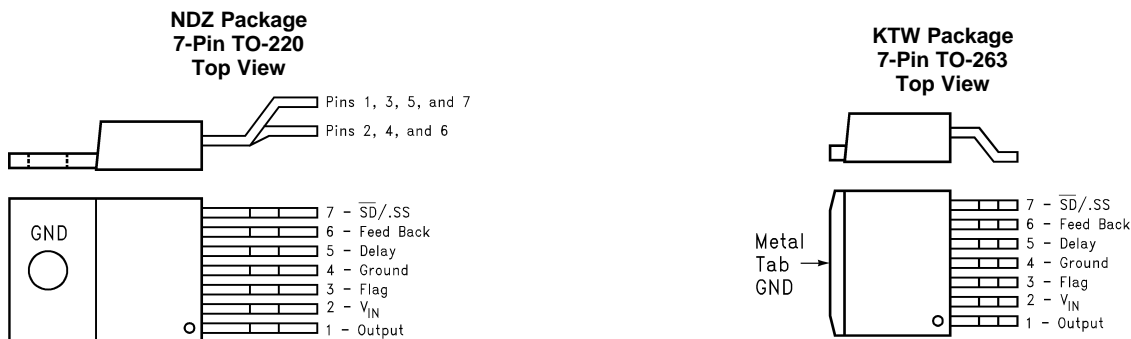 NDZ Package
7-Pin TO-220
Top View
Pins 1, 3, 5, and 7
Pins 2, 4, and 6
GND
7 – S̅D̅/.SS
6 – Feed Back
5 – Delay
4 – Ground
3 – Flag
2 – VIN
1 – Output
KTW Package
7-Pin TO-263
Top View
Metal
Tab
GND
7 – S̅D̅/.SS
6 – Feed Back
5 – Delay
4 – Ground
3 – Flag
2 – VIN
1 – Output